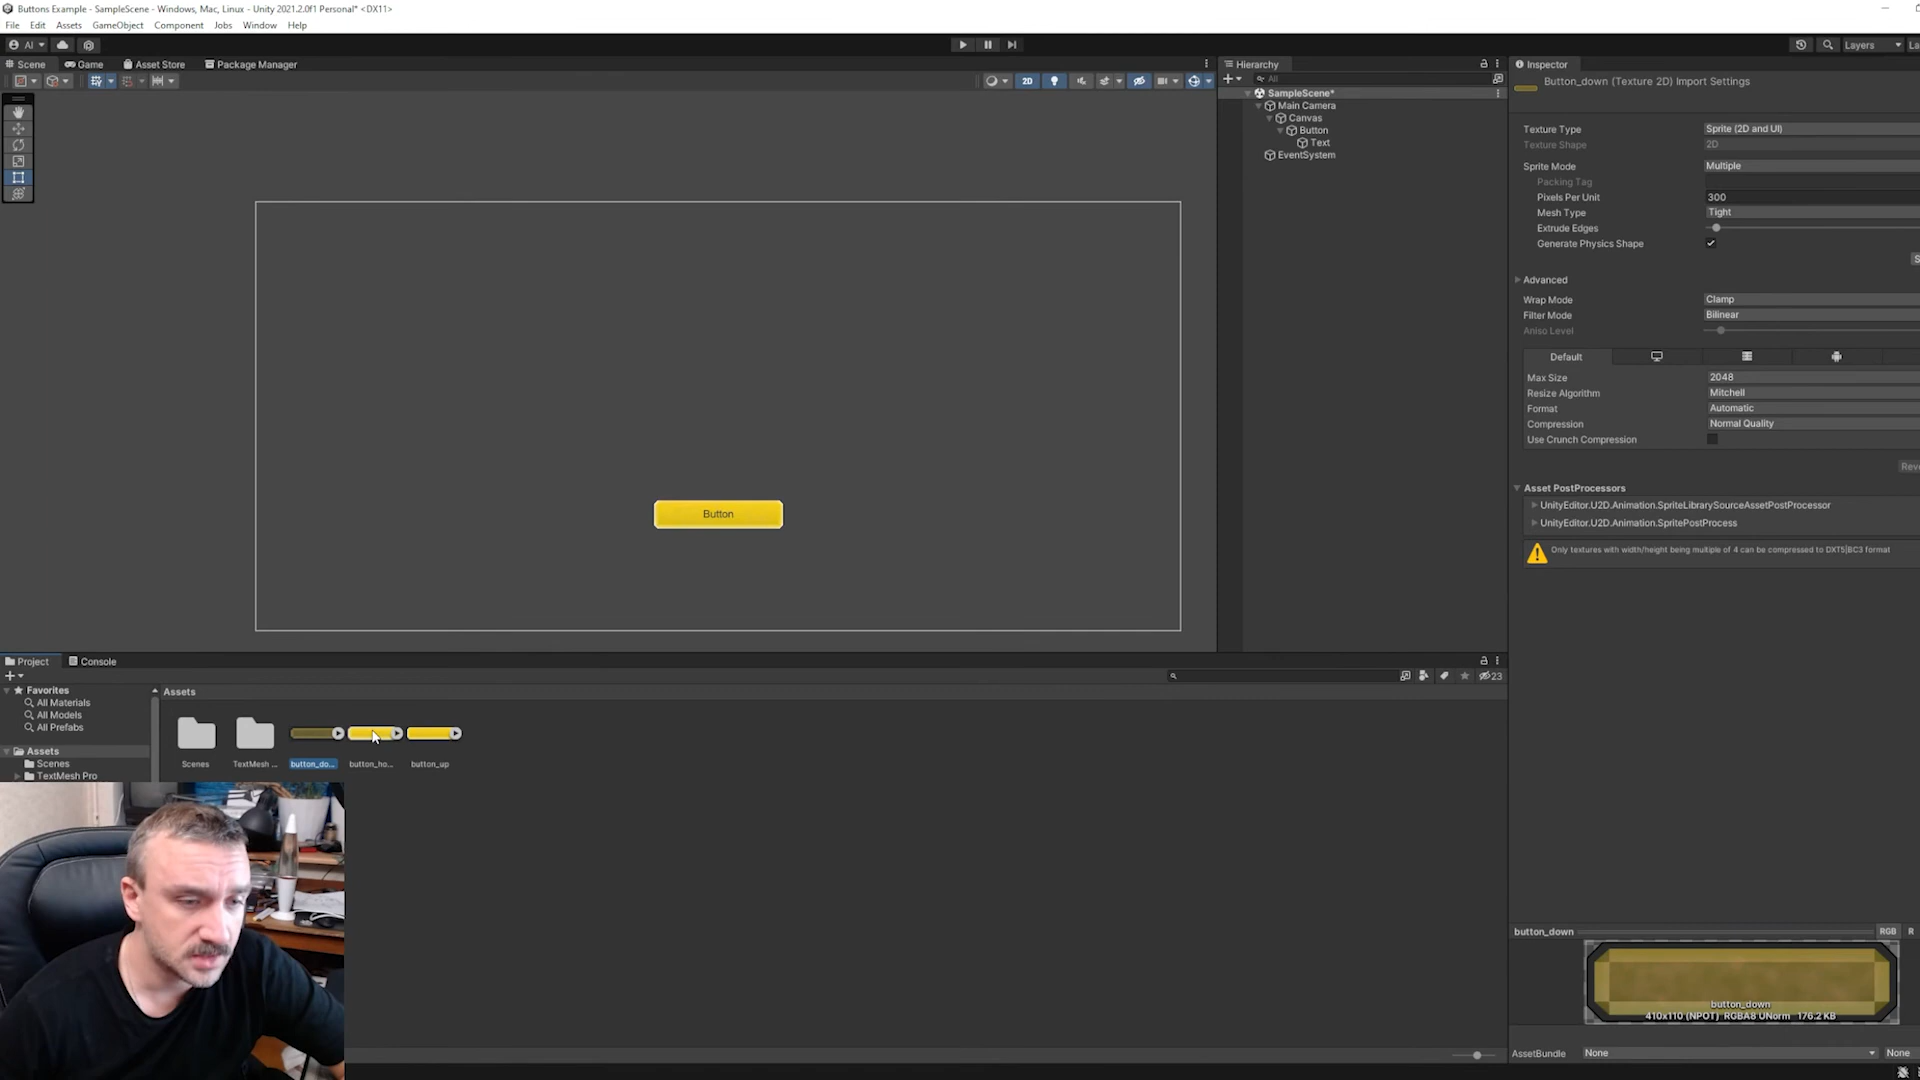 Buttons Example - SampleScene - Windows, Mac, Linux - Unity 2021.2.0f1 Personal* <DX11>
File Edit Assets GameObject Component Jobs Window Help
AI
Layers
Scene Game Asset Store Package Manager
2D
Hierarchy
All
SampleScene*
Main Camera
Canvas
Button
Text
EventSystem
Button
Inspector
Button_down (Texture 2D) Import Settings
Texture Type Sprite (2D and UI)
Texture Shape 2D
Sprite Mode Multiple
Packing Tag
Pixels Per Unit 300
Mesh Type Tight
Extrude Edges
Generate Physics Shape
Advanced
Wrap Mode Clamp
Filter Mode Bilinear
Aniso Level
Default
Max Size 2048
Resize Algorithm Mitchell
Format Automatic
Compression Normal Quality
Use Crunch Compression
Asset PostProcessors
UnityEditor.U2D.Animation.SpriteLibrarySourceAssetPostProcessor
UnityEditor.U2D.Animation.SpritePostProcess
Only textures with width/height being multiple of 4 can be compressed to DXT5|BC3 format
Project Console
23
Favorites
All Materials
All Models
All Prefabs
Assets
Scenes
TextMesh Pro
Assets
Scenes TextMesh ... button_do... button_ho... button_up
button_down RGB R
button_down
410x110 (NPOT) RGBA8 UNorm 176.2 KB
AssetBundle None None